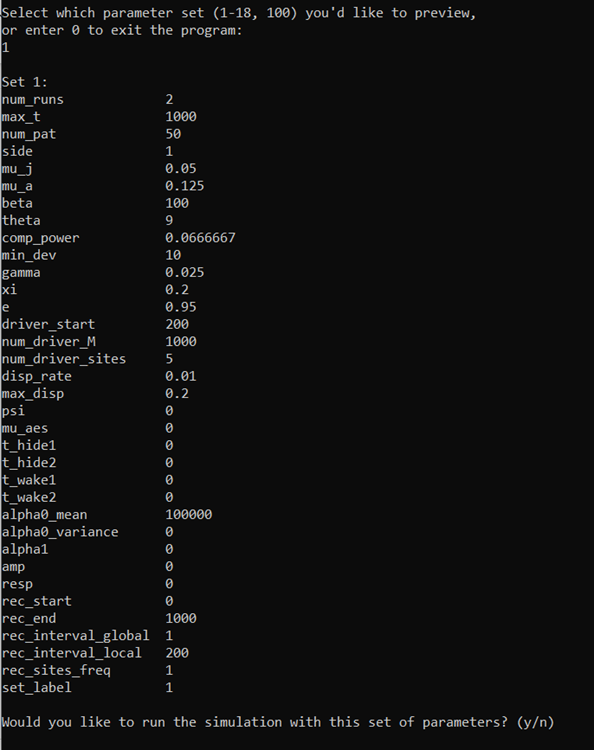 Select which parameter set (1-18, 100) you'd like to preview,
or enter 0 to exit the program:
1
Set 1:
num_runs 2
max_t 1000
num_pat 50
side 1
mu_j 0.05
mu_a 0.125
beta 100
theta 9
comp_power 0.0666667
min_dev 10
gamma 0.025
xi 0.2
e 0.95
driver_start 200
num_driver_M 1000
num_driver_sites 5
disp_rate 0.01
max_disp 0.2
psi 0
mu_aes 0
t_hide1 0
t_hide2 0
t_wake1 0
t_wake2 0
alpha0_mean 100000
alpha0_variance 0
alpha1 0
amp 0
resp 0
rec_start 0
rec_end 1000
rec_interval_global 1
rec_interval_local 200
rec_sites_freq 1
set_label 1
Would you like to run the simulation with this set of parameters? (y/n)